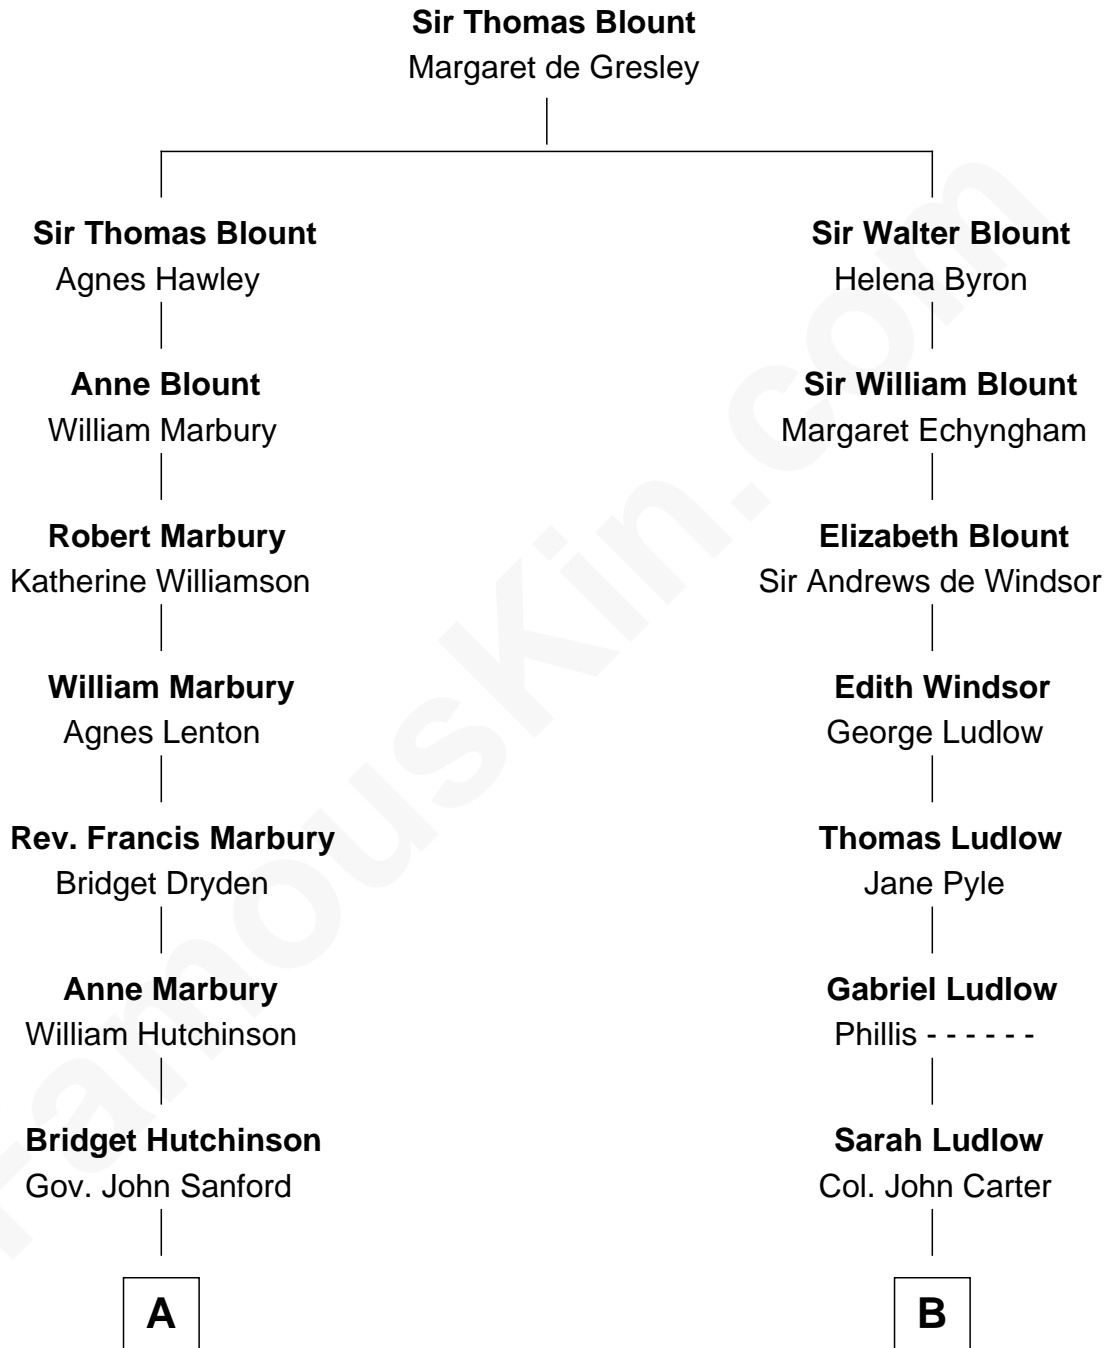 Sir Thomas Blount
Margaret de Gresley
Sir Thomas Blount
Agnes Hawley
Anne Blount
William Marbury
Robert Marbury
Katherine Williamson
William Marbury
Agnes Lenton
Rev. Francis Marbury
Bridget Dryden
Anne Marbury
William Hutchinson
Bridget Hutchinson
Gov. John Sanford
A
Sir Walter Blount
Helena Byron
Sir William Blount
Margaret Echyngham
Elizabeth Blount
Sir Andrews de Windsor
Edith Windsor
George Ludlow
Thomas Ludlow
Jane Pyle
Gabriel Ludlow
Phillis - - - - - -
Sarah Ludlow
Col. John Carter
B
FamousKin.com